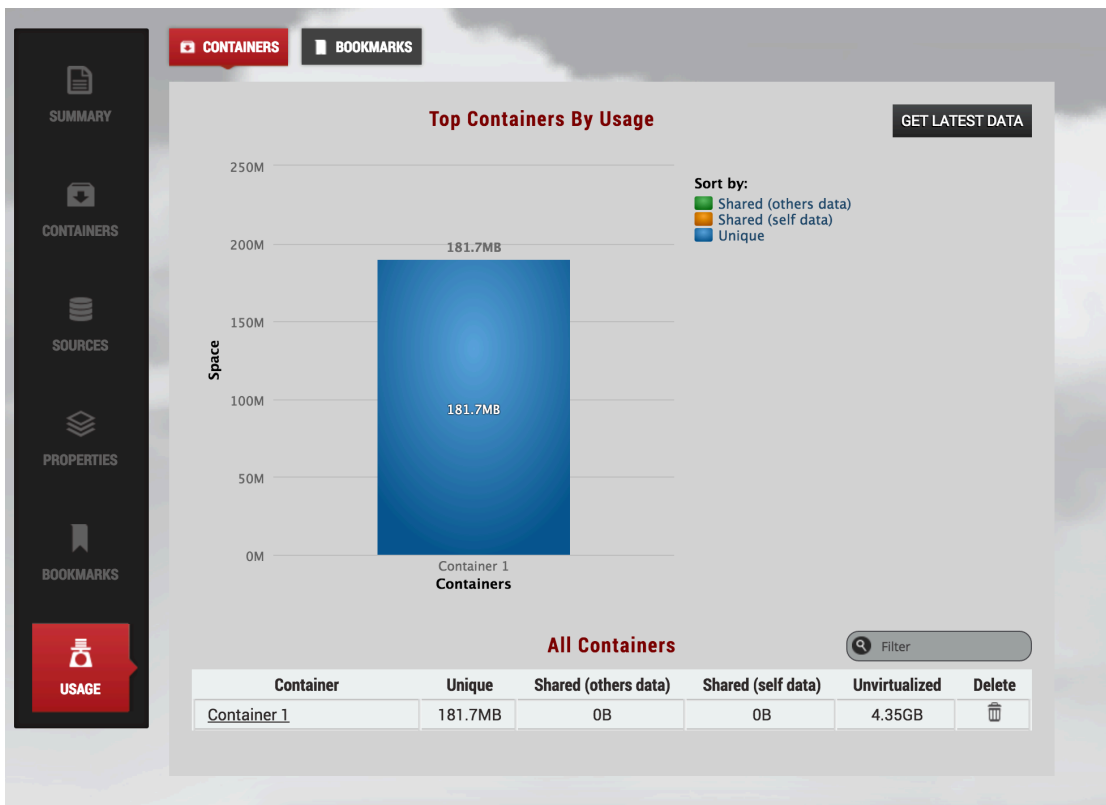 CONTAINERS
BOOKMARKS
SUMMARY
CONTAINERS
SOURCES
PROPERTIES
BOOKMARKS
USAGE
Top Containers By Usage
GET LATEST DATA
250M
200M
150M
100M
50M
0M
Space
181.7MB
181.7MB
Container 1
Containers
Sort by:
Shared (others data)
Shared (self data)
Unique
All Containers
Filter
Container Unique Shared (others data) Shared (self data) Unvirtualized Delete
Container 1 181.7MB 0B 0B 4.35GB